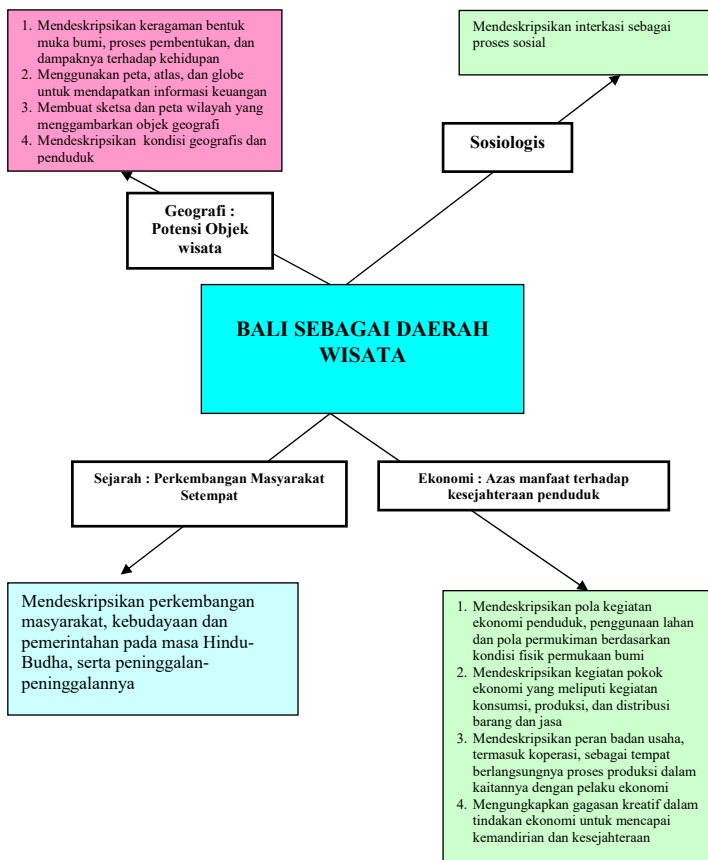 1. Mendeskripsikan keragaman bentuk
muka bumi, proses pembentukan, dan
dampaknya terhadap kehidupan
2. Menggunakan peta, atlas, dan globe
untuk mendapatkan informasi keuangan
3. Membuat sketsa dan peta wilayah yang
menggambarkan objek geografi
4. Mendeskripsikan kondisi geografis dan
penduduk
Mendeskripsikan interkasi sebagai
proses sosial
Sosiologis
Geografi :
Potensi Objek
wisata
BALI SEBAGAI DAERAH
WISATA
Sejarah : Perkembangan Masyarakat
Setempat
Ekonomi : Azas manfaat terhadap
kesejahteraan penduduk
Mendeskripsikan perkembangan
masyarakat, kebudayaan dan
pemerintahan pada masa Hindu-
Budha, serta peninggalan-
peninggalannya
1. Mendeskripsikan pola kegiatan
ekonomi penduduk, penggunaan lahan
dan pola permukiman berdasarkan
kondisi fisik permukaan bumi
2. Mendeskripsikan kegiatan pokok
ekonomi yang meliputi kegiatan
konsumsi, produksi, dan distribusi
barang dan jasa
3. Mendeskripsikan peran badan usaha,
termasuk koperasi, sebagai tempat
berlangsungnya proses produksi dalam
kaitannya dengan pelaku ekonomi
4. Mengungkapkan gagasan kreatif dalam
tindakan ekonomi untuk mencapai
kemandirian dan kesejahteraan